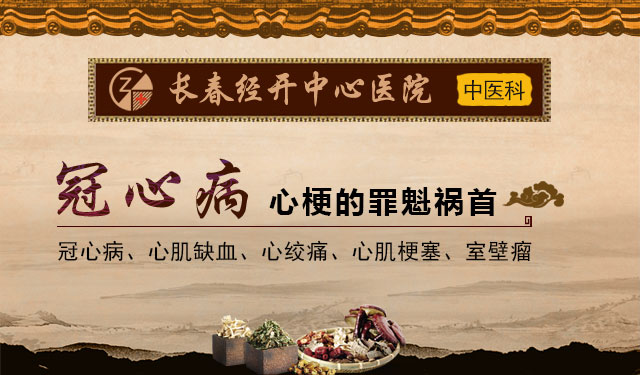 长春经开中心医院 中医科
冠心病 心梗的罪魁祸首
冠心病、心肌缺血、心绞痛、心肌梗塞、室壁瘤